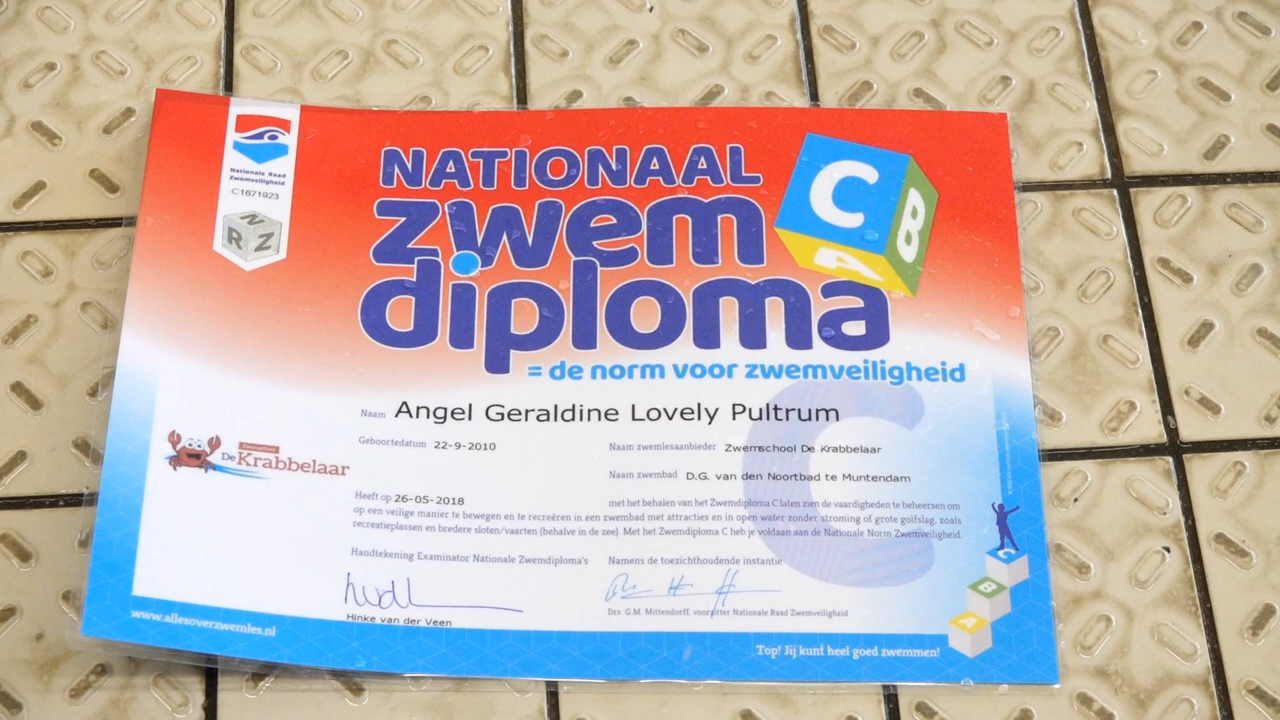 Nationale Raad
Zwemveiligheid
C1671923
N
R Z
NATIONAAL
zwem
diploma
C
B
A
= de norm voor zwemveiligheid
Naam Angel Geraldine Lovely Pultrum
Geboortedatum 22-9-2010
Naam zwemlesaanbieder Zwemschool De Krabbelaar
Zwemschool
De Krabbelaar
Naam zwembad D.G. van den Noortbad te Muntendam
C
Heeft op 26-05-2018 met het behalen van het Zwemdiploma C laten zien de vaardigheden te beheersen om
op een veilige manier te bewegen en te recreëren in een zwembad met attracties en in open water zonder stroming of grote golfslag, zoals
recreatieplassen en bredere sloten/vaarten (behalve in de zee). Met het Zwemdiploma C heb je voldaan aan de Nationale Norm Zwemveiligheid.
Handtekening Examinator Nationale Zwemdiploma's
Namens de toezichthoudende instantie
Hinke van der Veen
Drs. G.M. Mittendorff, voorzitter Nationale Raad Zwemveiligheid
C
B
A
www.allesoverzwemles.nl
Top! Jij kunt heel goed zwemmen!